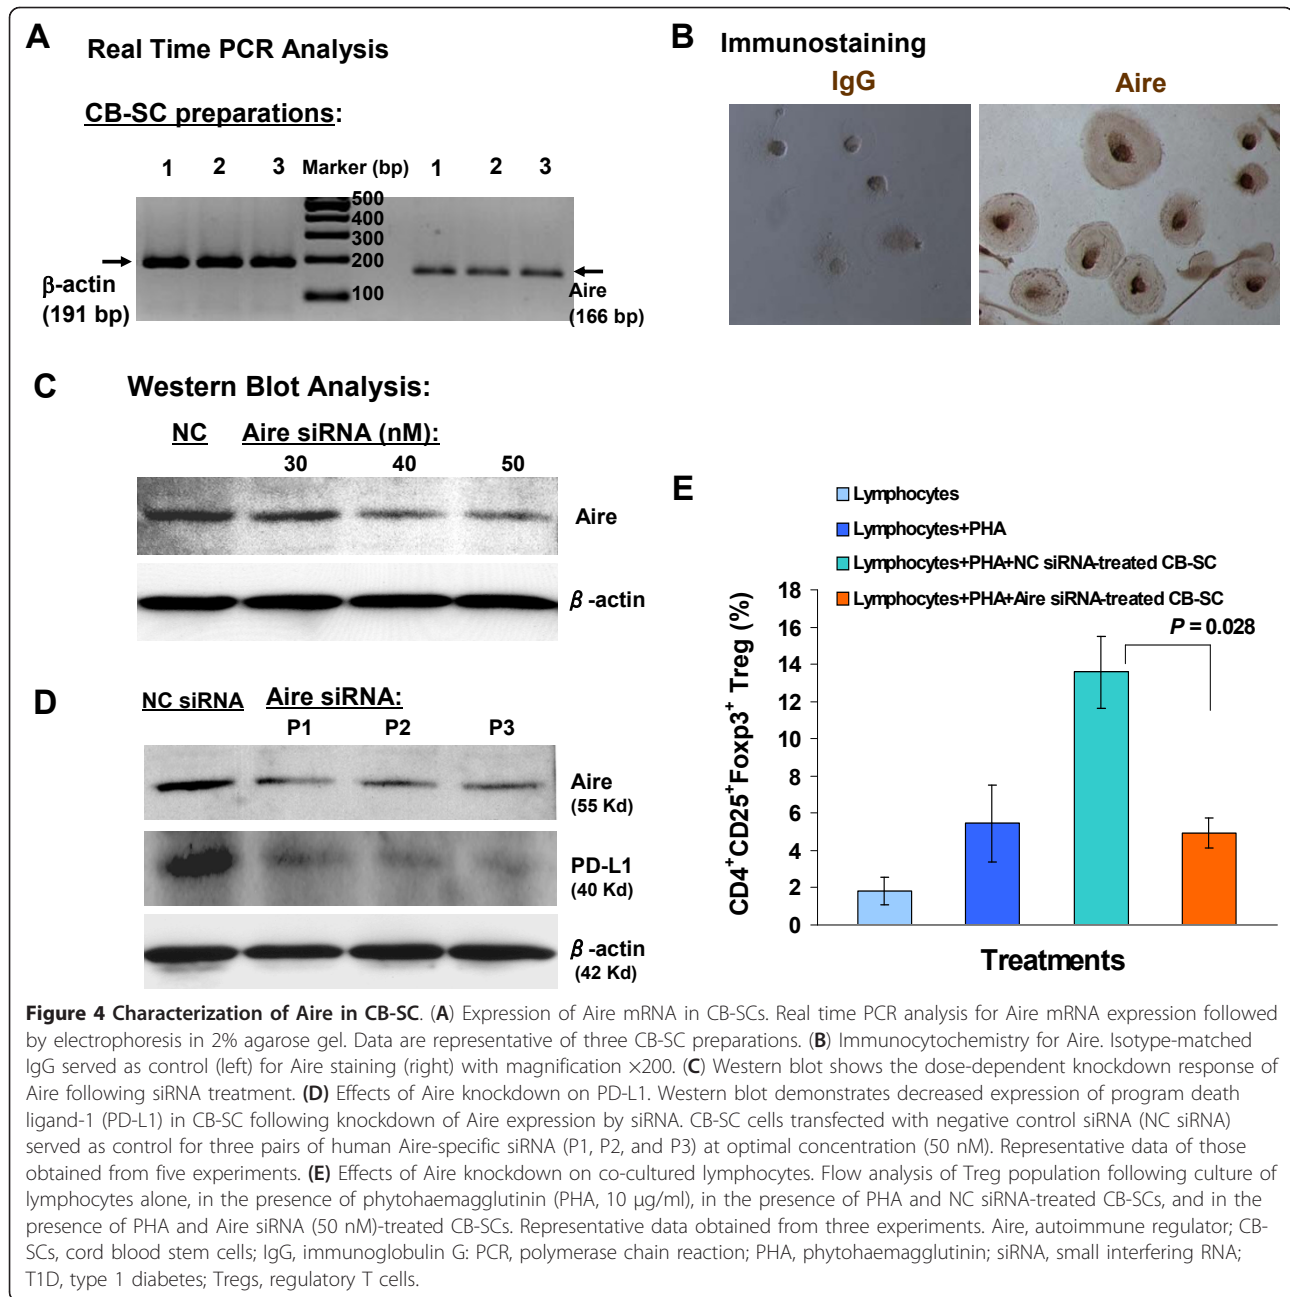 A
Real Time PCR Analysis
CB-SC preparations:
1 2 3 Marker (bp) 1 2 3
500
400
300
200
100
β-actin
(191 bp)
Aire
(166 bp)
B
Immunostaining
IgG
Aire
C
Western Blot Analysis:
NC Aire siRNA (nM):
30 40 50
Aire
β-actin
D
NC siRNA Aire siRNA:
P1 P2 P3
Aire
(55 Kd)
PD-L1
(40 Kd)
β-actin
(42 Kd)
E
Lymphocytes
Lymphocytes+PHA
Lymphocytes+PHA+NC siRNA-treated CB-SC
Lymphocytes+PHA+Aire siRNA-treated CB-SC
P = 0.028
CD4+CD25+Foxp3+ Treg (%)
18
16
14
12
10
8
6
4
2
0
Treatments
Figure 4 Characterization of Aire in CB-SC. (A) Expression of Aire mRNA in CB-SCs. Real time PCR analysis for Aire mRNA expression followed
by electrophoresis in 2% agarose gel. Data are representative of three CB-SC preparations. (B) Immunocytochemistry for Aire. Isotype-matched
IgG served as control (left) for Aire staining (right) with magnification ×200. (C) Western blot shows the dose-dependent knockdown response of
Aire following siRNA treatment. (D) Effects of Aire knockdown on PD-L1. Western blot demonstrates decreased expression of program death
ligand-1 (PD-L1) in CB-SC following knockdown of Aire expression by siRNA. CB-SC cells transfected with negative control siRNA (NC siRNA)
served as control for three pairs of human Aire-specific siRNA (P1, P2, and P3) at optimal concentration (50 nM). Representative data of those
obtained from five experiments. (E) Effects of Aire knockdown on co-cultured lymphocytes. Flow analysis of Treg population following culture of
lymphocytes alone, in the presence of phytohaemagglutinin (PHA, 10 μg/ml), in the presence of PHA and NC siRNA-treated CB-SCs, and in the
presence of PHA and Aire siRNA (50 nM)-treated CB-SCs. Representative data obtained from three experiments. Aire, autoimmune regulator; CB-
SCs, cord blood stem cells; IgG, immunoglobulin G: PCR, polymerase chain reaction; PHA, phytohaemagglutinin; siRNA, small interfering RNA;
T1D, type 1 diabetes; Tregs, regulatory T cells.